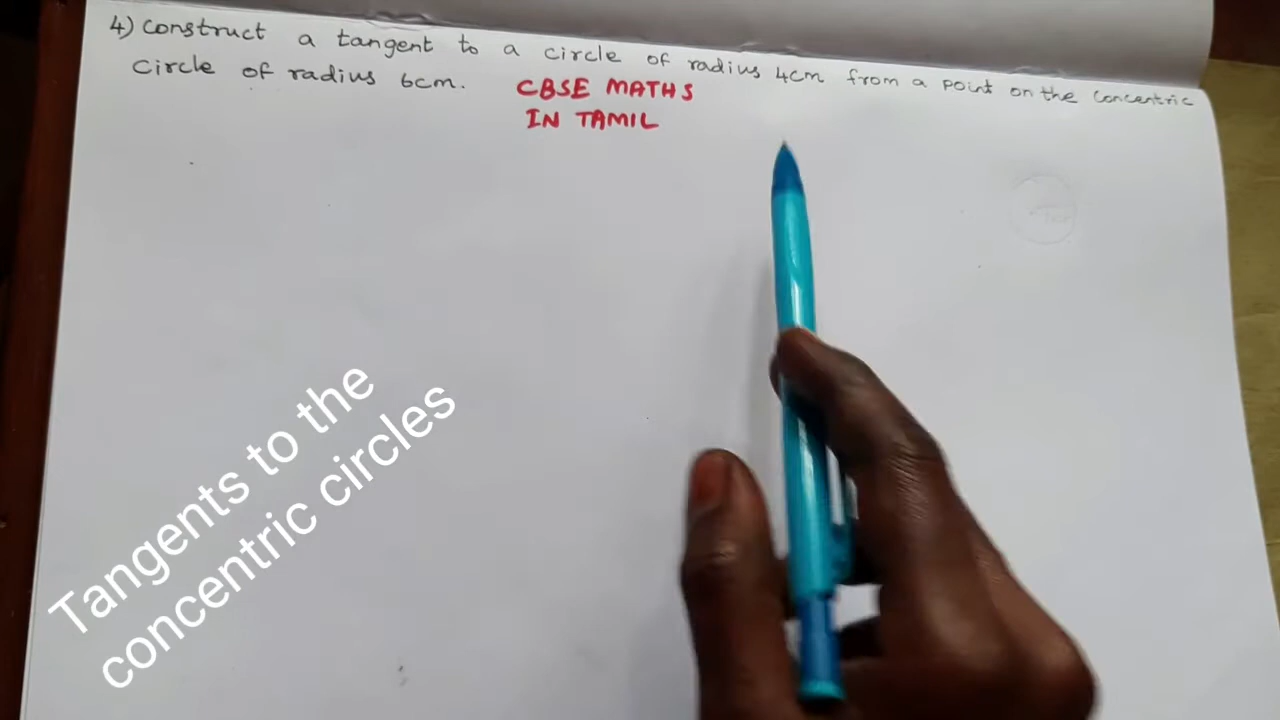 4) Construct a tangent to a circle of radius 4cm from a point on the concentric
circle of radius 6cm.
CBSE MATHS
IN TAMIL
Tangents to the
concentric circles